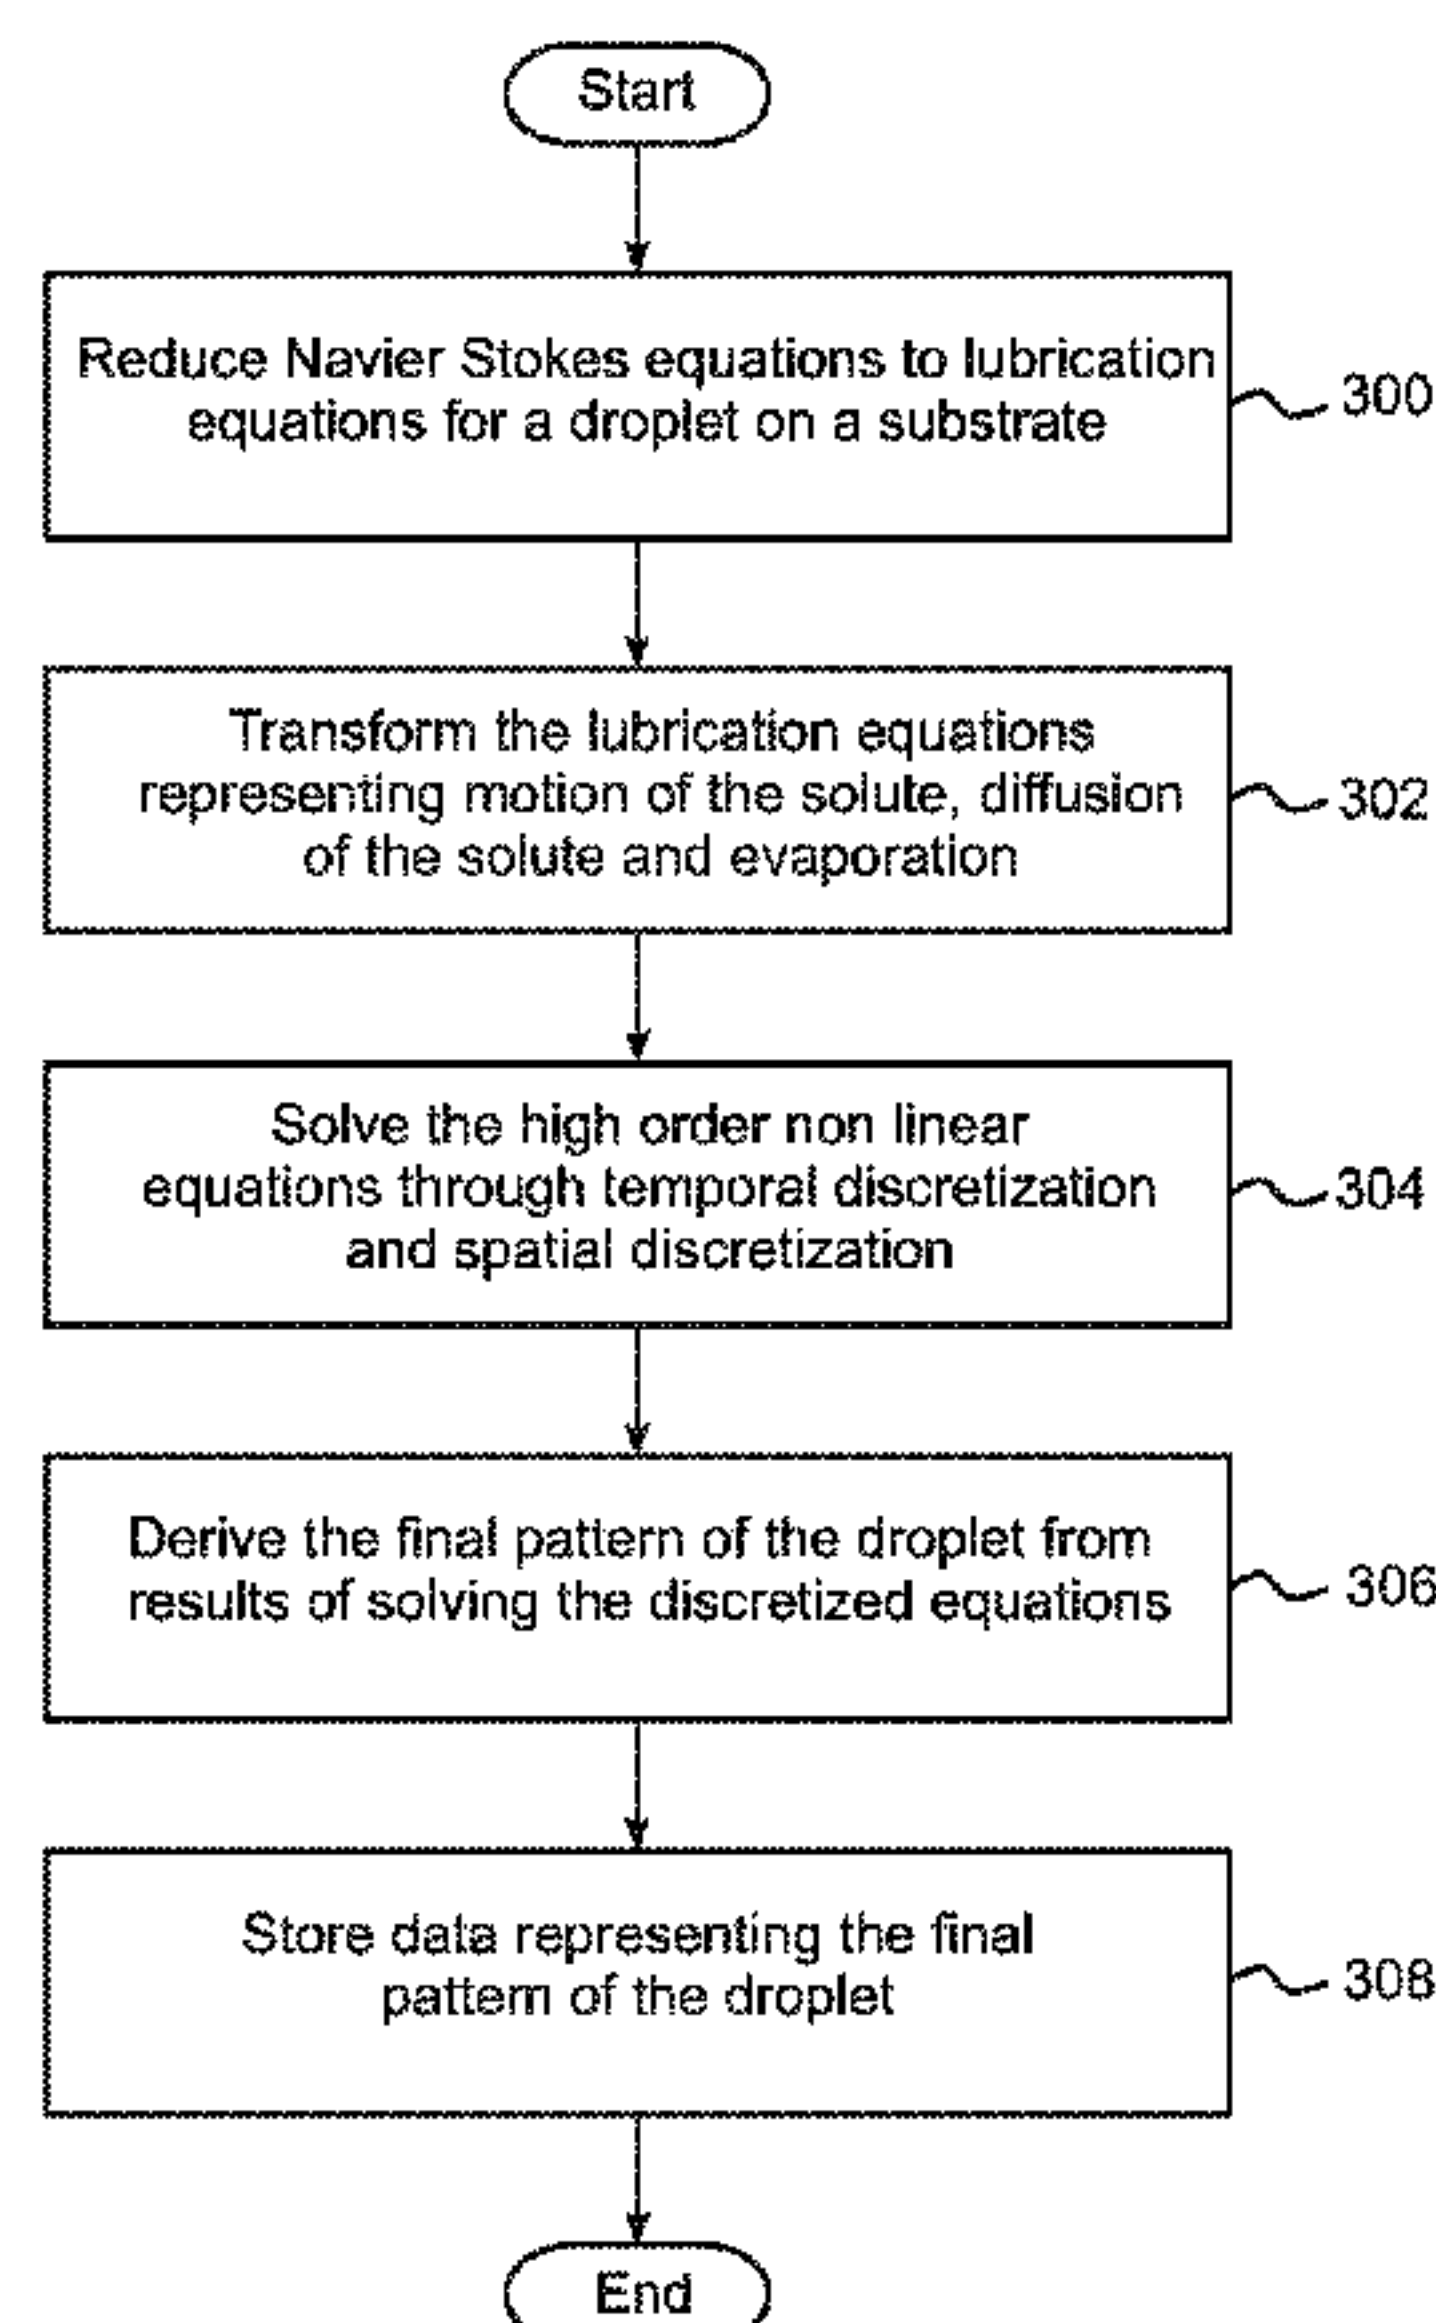 Start
Reduce Navier Stokes equations to lubrication
equations for a droplet on a substrate
300
Transform the lubrication equations
representing motion of the solute, diffusion
of the solute and evaporation
302
Solve the high order non linear
equations through temporal discretization
and spatial discretization
304
Derive the final pattern of the droplet from
results of solving the discretized equations
306
Store data representing the final
pattern of the droplet
308
End